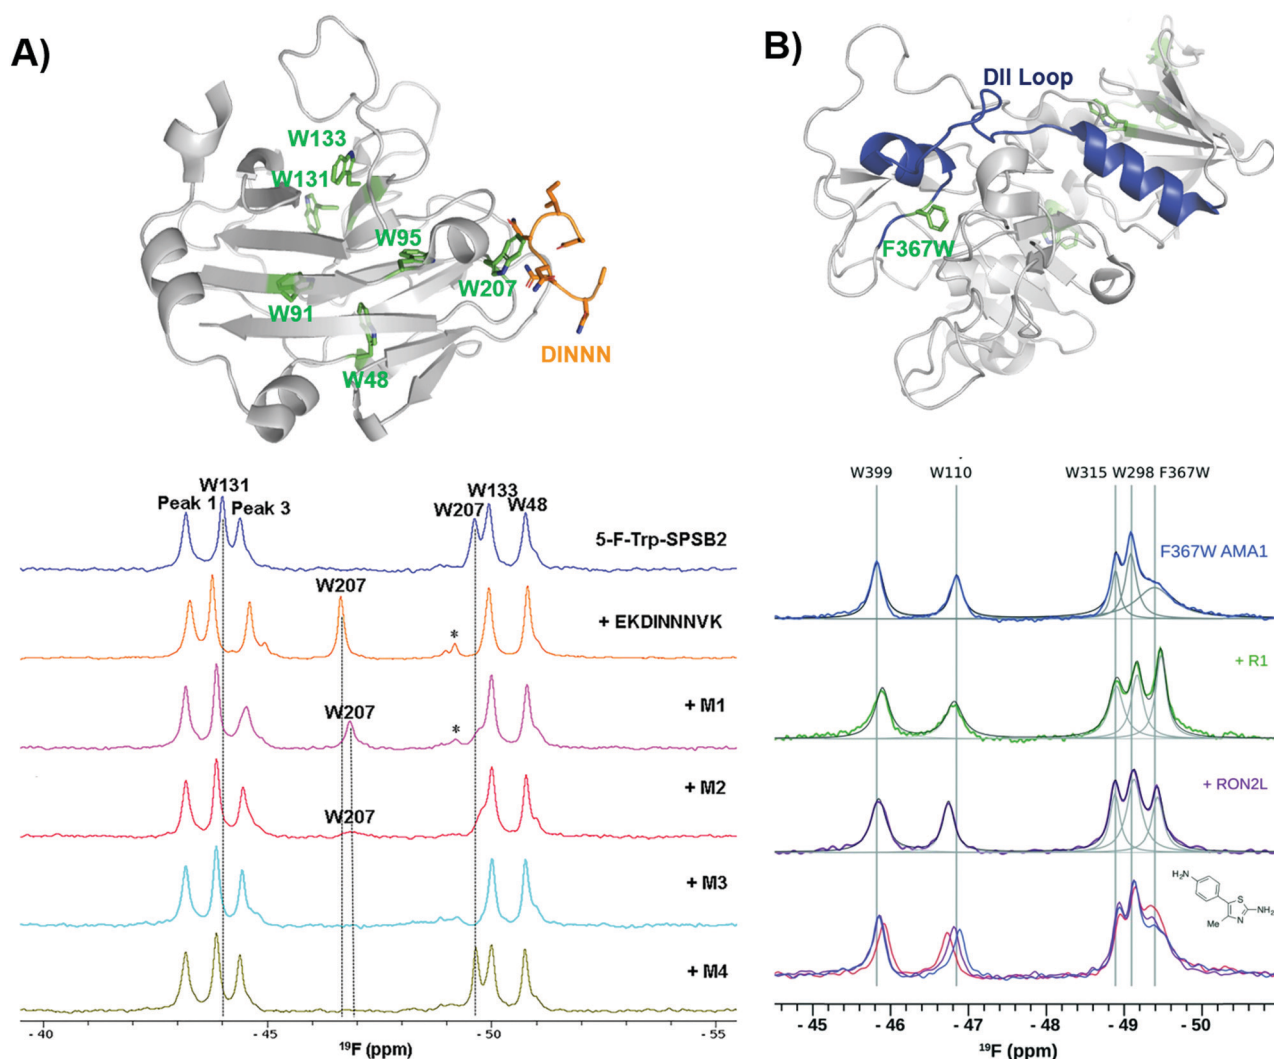 A)
W133
W131
W95
W207
W91
DINNN
W48
Peak 1
W131
Peak 3
W207
W133
W48
5-F-Trp-SPSB2
W207
+ EKDINNNVK
*
W207
+ M1
*
W207
+ M2
+ M3
+ M4
- 40
- 45
- 50
- 55
19F (ppm)
B)
DII Loop
F367W
W399
W110
W315 W298 F367W
F367W AMA1
+ R1
+ RON2L
H2N
S
NH2
Me
N
- 45
- 46
- 47
- 48
- 49
- 50
19F (ppm)